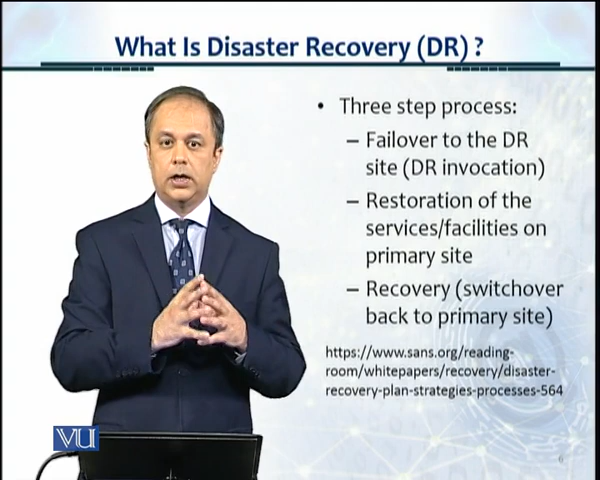 What Is Disaster Recovery (DR) ?
• Three step process:
– Failover to the DR
site (DR invocation)
– Restoration of the
services/facilities on
primary site
– Recovery (switchover
back to primary site)
https://www.sans.org/reading-
room/whitepapers/recovery/disaster-
recovery-plan-strategies-processes-564
VU
6